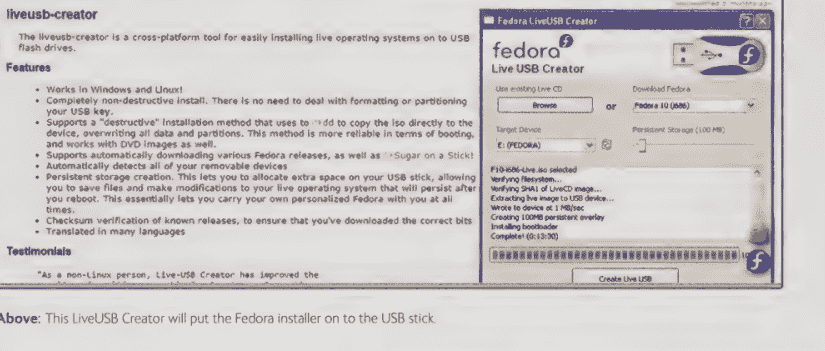 liveusb-creator
The liveusb-creator is a cross-platform tool for easily installing live operating systems on to USB
flash drives.
Features
• Works in Windows and Linux!
• Completely non-destructive install. There is no need to deal with formatting or partitioning
your USB key.
• Supports a "destructive" installation method that uses to dd to copy the iso directly to the
device, overwriting all data and partitions. This method is more reliable in terms of booting,
and works with DVD images as well.
• Supports automatically downloading various Fedora releases, as well as Sugar on a Stick!
• Automatically detects all of your removable devices
• Persistent storage creation. This lets you to allocate extra space on your USB stick, allowing
you to save files and make modifications to your live operating system that will persist after
you reboot. This essentially lets you carry your own personalized Fedora with you at all
times.
• Checksum verification of known releases, to ensure that you've downloaded the correct bits
• Translated in many languages
Testimonials
"As a non-Linux person, Live-USB Creator has improved the
Fedora LiveUSB Creator
fedora
Live USB Creator
Use existing Live CD
Browse
or
Download Fedora
Fedora 10 (i686)
Target Device
E: (FEDORA)
Persistent Storage (100 MB)
F10-i686-Live.iso selected
Verifying filesystem...
Verifying SHA1 of LiveCD image...
Extracting live image to USB device...
Wrote to device at 1 MB/sec
Creating 100MB persistent overlay
Installing bootloader
Complete! (0:13:30)
Create Live USB
Above: This LiveUSB Creator will put the Fedora installer on to the USB stick.